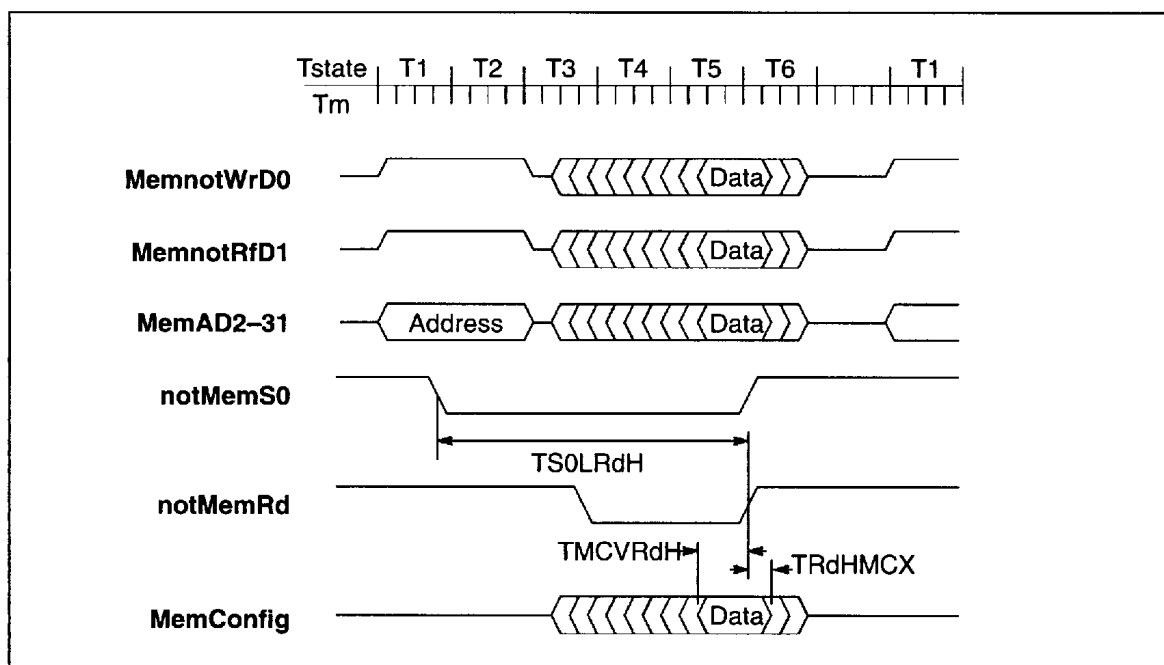 Tstate T1 T2 T3 T4 T5 T6 T1
Tm
MemnotWrD0 Data
MemnotRfD1 Data
MemAD2–31 Address Data
notMemS0
TS0LRdH
notMemRd
TMCVRdH TRdHMCX
MemConfig Data